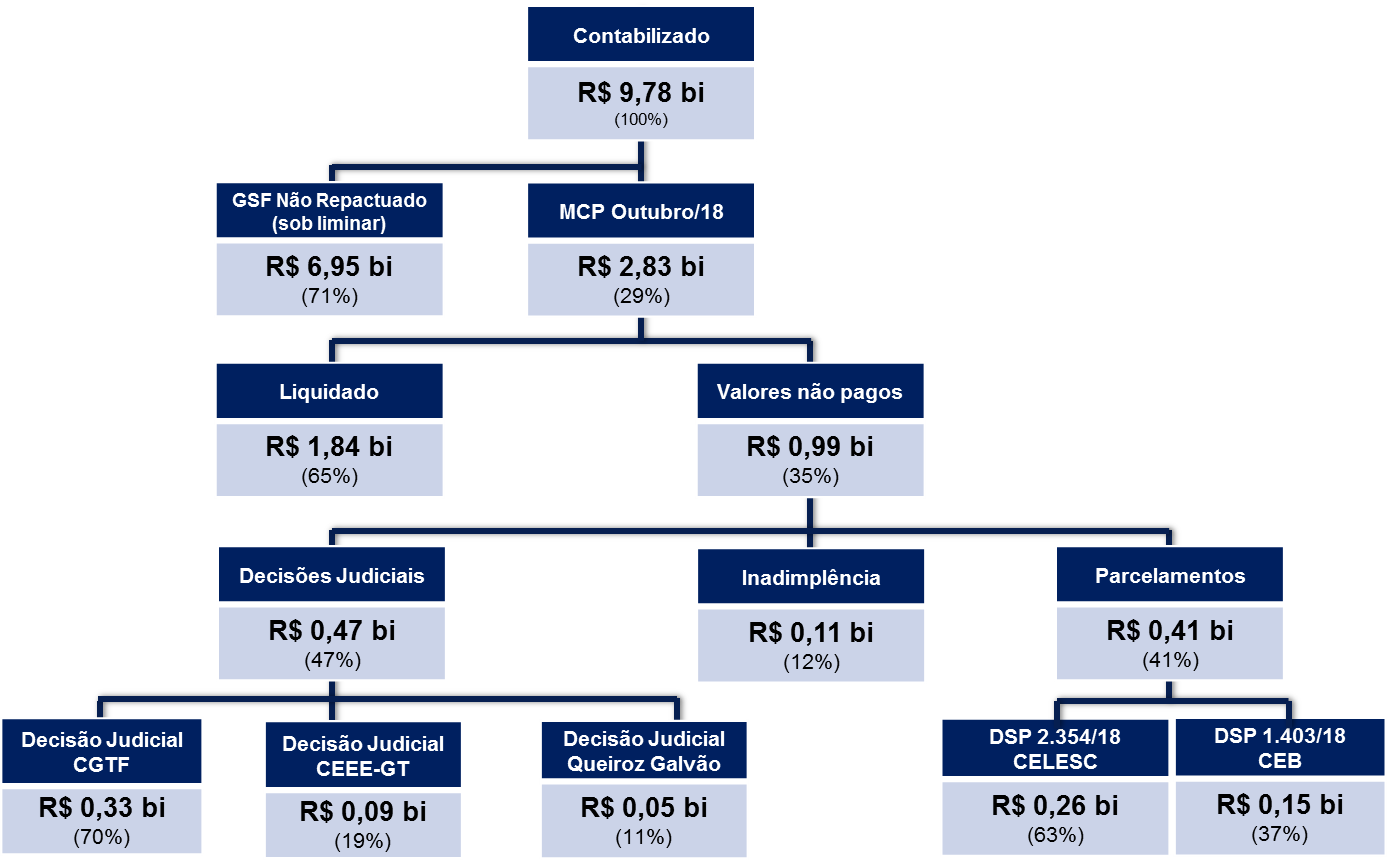 Contabilizado
R$ 9,78 bi
(100%)
GSF Não Repactuado
(sob liminar)
R$ 6,95 bi
(71%)
MCP Outubro/18
R$ 2,83 bi
(29%)
Liquidado
R$ 1,84 bi
(65%)
Valores não pagos
R$ 0,99 bi
(35%)
Decisões Judiciais
R$ 0,47 bi
(47%)
Inadimplência
R$ 0,11 bi
(12%)
Parcelamentos
R$ 0,41 bi
(41%)
Decisão Judicial
CGTF
R$ 0,33 bi
(70%)
Decisão Judicial
CEEE-GT
R$ 0,09 bi
(19%)
Decisão Judicial
Queiroz Galvão
R$ 0,05 bi
(11%)
DSP 2.354/18
CELESC
R$ 0,26 bi
(63%)
DSP 1.403/18
CEB
R$ 0,15 bi
(37%)